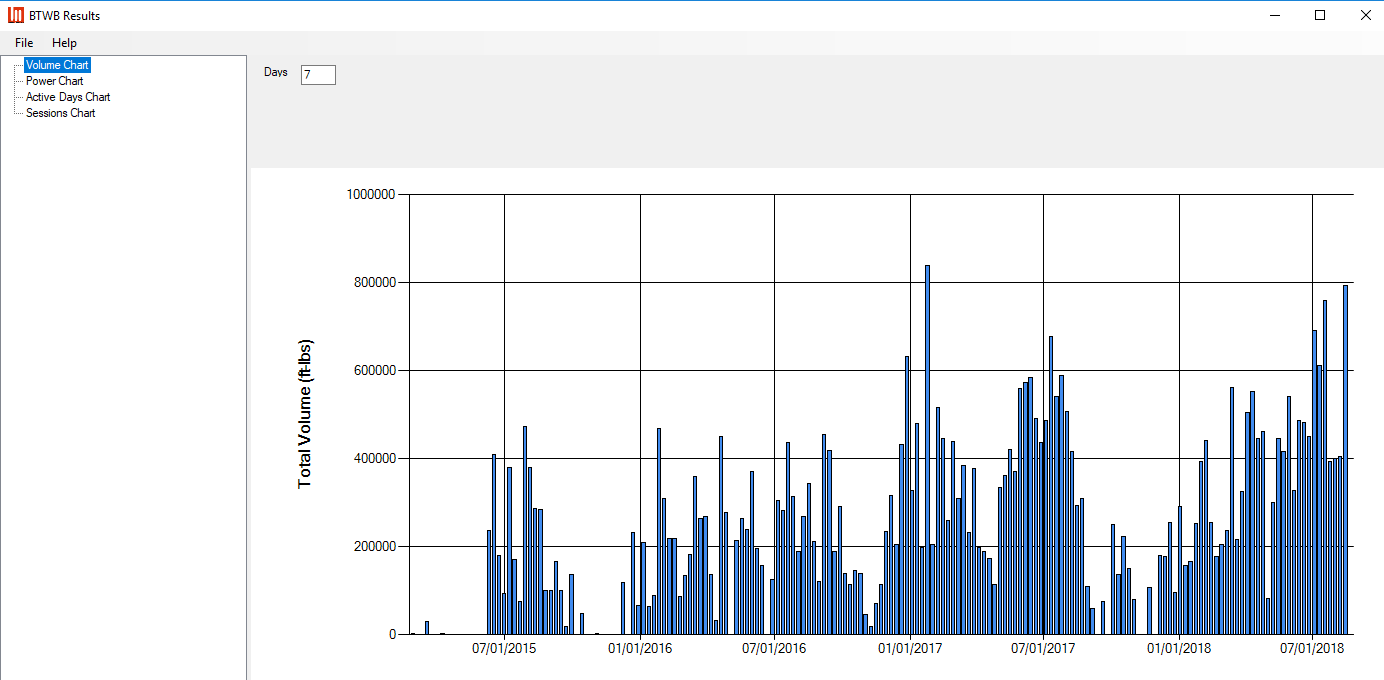 BTWB Results
File Help
Volume Chart
Power Chart
Active Days Chart
Sessions Chart
Days 7
1000000
800000
600000
400000
200000
0
Total Volume (ft-lbs)
07/01/2015 01/01/2016 07/01/2016 01/01/2017 07/01/2017 01/01/2018 07/01/2018